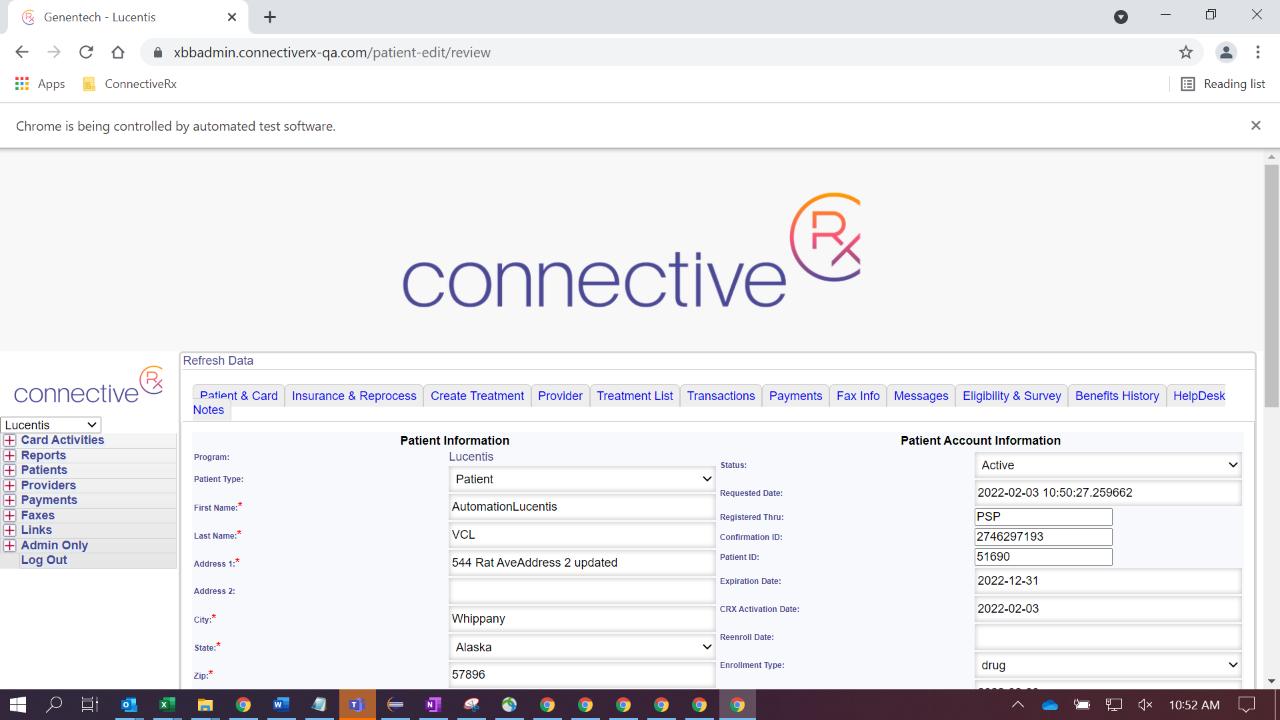 Genentech - Lucentis
xbbadmin.connectiverx-qa.com/patient-edit/review
Apps ConnectiveRx Reading list
Chrome is being controlled by automated test software.
connective Rx
connective Rx
Lucentis
Card Activities
Reports
Patients
Providers
Payments
Faxes
Links
Admin Only
Log Out
Refresh Data
Patient & Card Insurance & Reprocess Create Treatment Provider Treatment List Transactions Payments Fax Info Messages Eligibility & Survey Benefits History HelpDesk
Notes
Patient Information
Program: Lucentis
Patient Type: Patient
First Name:* AutomationLucentis
Last Name:* VCL
Address 1:* 544 Rat AveAddress 2 updated
Address 2:
City:* Whippany
State:* Alaska
Zip:* 57896
Patient Account Information
Status: Active
Requested Date: 2022-02-03 10:50:27.259662
Registered Thru: PSP
Confirmation ID: 2746297193
Patient ID: 51690
Expiration Date: 2022-12-31
CRX Activation Date: 2022-02-03
Reenroll Date:
Enrollment Type: drug
10:52 AM